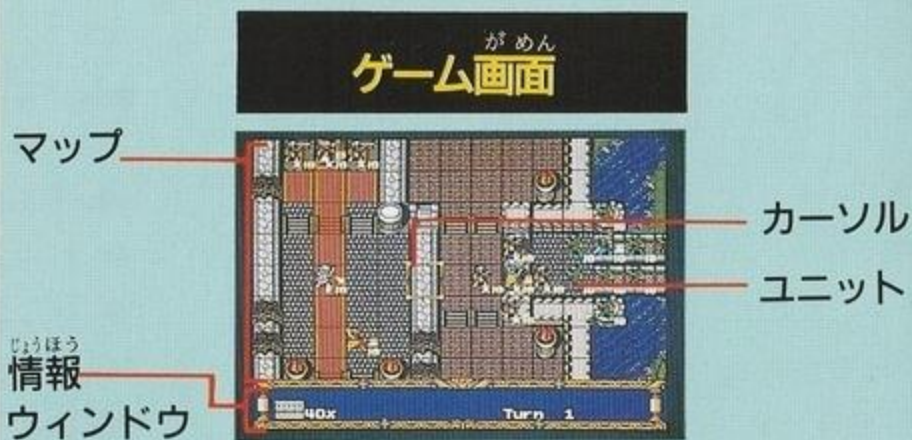 がめん
ゲーム画面
マップ
カーソル
ユニット
じょうほう
情報
ウィンドウ
40x Turn 1